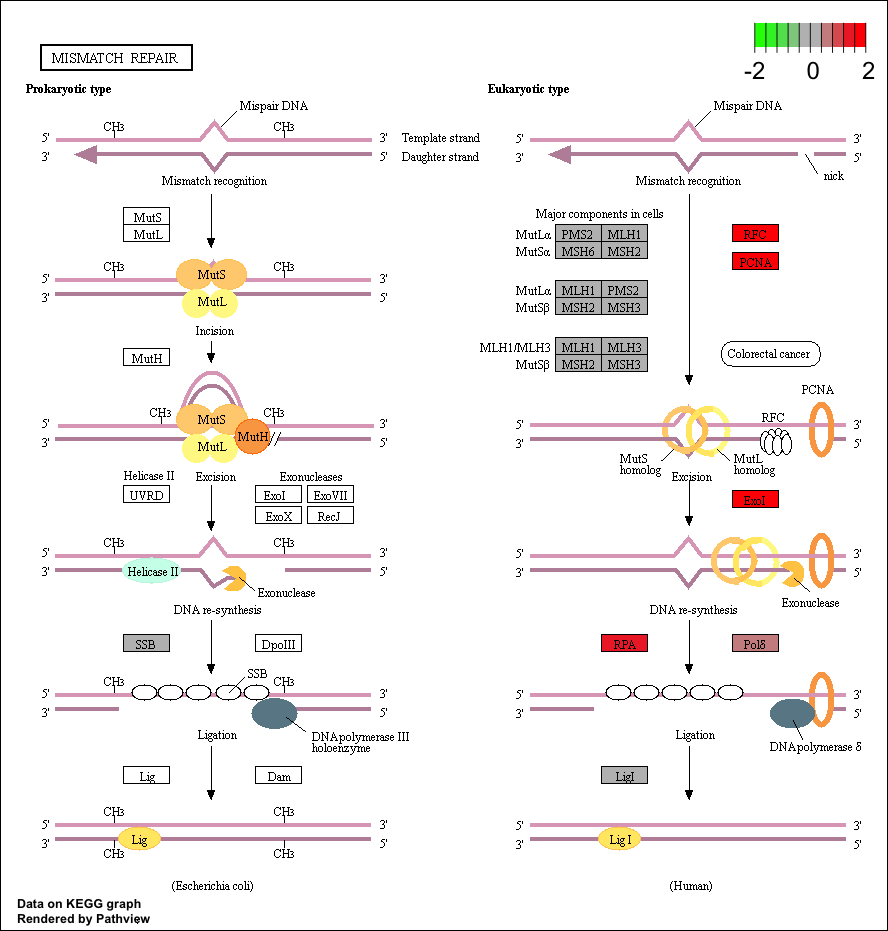 -2 0 2
MISMATCH REPAIR
Prokaryotic type
Mispair DNA
CH3 CH3
5' 3' Template strand
3' 5' Daughter strand
Mismatch recognition
MutS
MutL
CH3 MutS CH3
5' 3'
3' MutL 5'
Incision
MutH
CH3 MutS CH3
5' 3'
3' MutL MutH 5'
Helicase II Excision Exonucleases
UVRD ExoI ExoVII
ExoX RecJ
CH3 CH3
5' 3'
3' Helicase II 5'
Exonuclease
DNA re-synthesis
SSB DpoIII
SSB
CH3 CH3
5' 3'
3' 5'
DNA polymerase III
holoenzyme
Ligation
Lig Dam
CH3 CH3
5' 3'
3' Lig 5'
CH3 CH3
(Escherichia coli)
Eukaryotic type
Mispair DNA
5' 3'
3' 5'
nick
Mismatch recognition
Major components in cells
MutLα PMS2 MLH1 RFC
MutSα MSH6 MSH2
PCNA
MutLα MLH1 PMS2
MutSβ MSH2 MSH3
MLH1/MLH3 MLH1 MLH3
MutSβ MSH2 MSH3
Colorectal cancer
PCNA
RFC
5' 3'
3' 5'
MutS
homolog
MutL
homolog
Excision
ExoI
5' 3'
3' 5'
Exonuclease
DNA re-synthesis
RPA Polδ
5' 3'
3' 5'
DNA polymerase δ
Ligation
LigI
5' 3'
3' Lig I 5'
(Human)
Data on KEGG graph
Rendered by Pathview